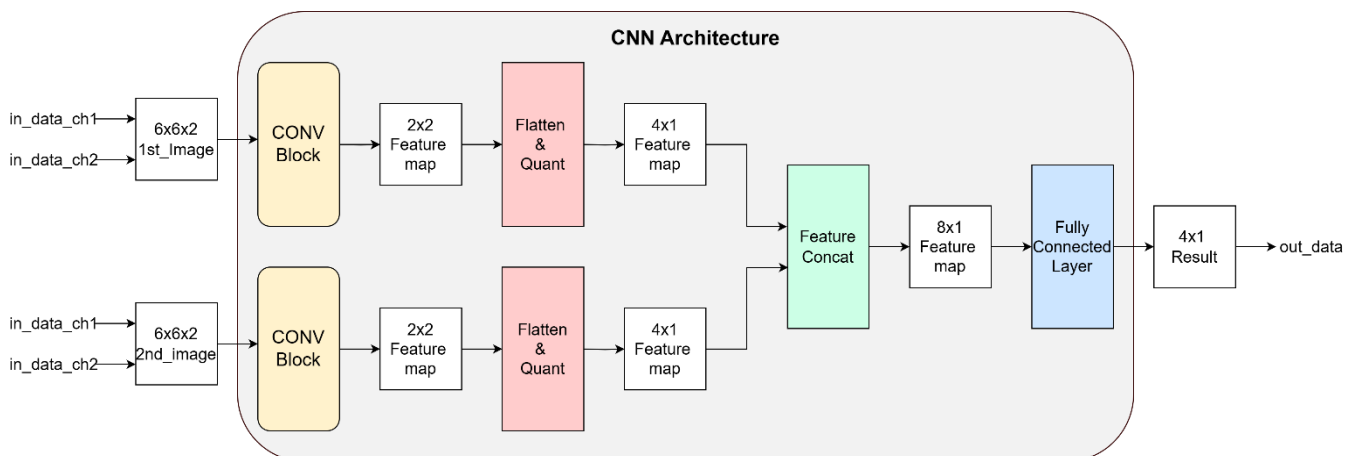 CNN Architecture
in_data_ch1
in_data_ch2
6x6x2
1st_Image
CONV
Block
2x2
Feature
map
Flatten
&
Quant
4x1
Feature
map
in_data_ch1
in_data_ch2
6x6x2
2nd_image
CONV
Block
2x2
Feature
map
Flatten
&
Quant
4x1
Feature
map
Feature
Concat
8x1
Feature
map
Fully
Connected
Layer
4x1
Result
out_data